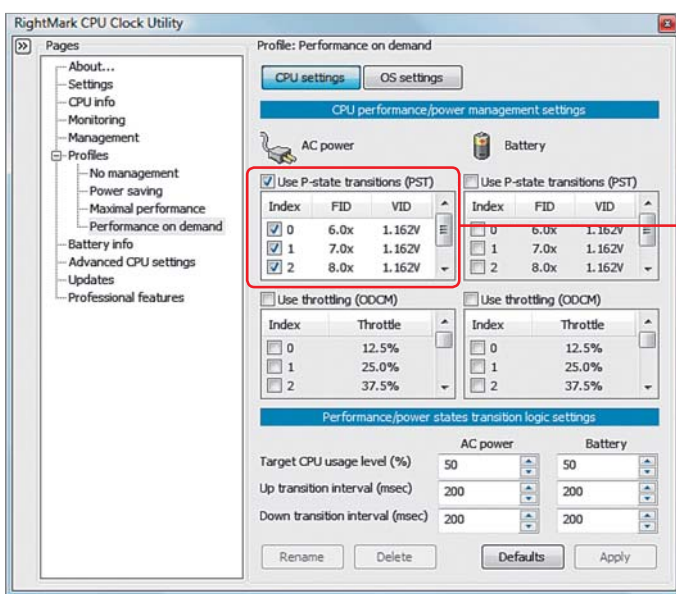 RightMark CPU Clock Utility
Pages
About...
Settings
CPU info
Monitoring
Management
Profiles
No management
Power saving
Maximal performance
Performance on demand
Battery info
Advanced CPU settings
Updates
Professional features
Profile: Performance on demand
CPU settings OS settings
CPU performance/power management settings
AC power Battery
Use P-state transitions (PST) Use P-state transitions (PST)
Index FID VID Index FID VID
0 6.0x 1.162V 0 6.0x 1.162V
1 7.0x 1.162V 1 7.0x 1.162V
2 8.0x 1.162V 2 8.0x 1.162V
Use throttling (ODCM) Use throttling (ODCM)
Index Throttle Index Throttle
0 12.5% 0 12.5%
1 25.0% 1 25.0%
2 37.5% 2 37.5%
Performance/power states transition logic settings
AC power Battery
Target CPU usage level (%) 50 50
Up transition interval (msec) 200 200
Down transition interval (msec) 200 200
Rename Delete Defaults Apply